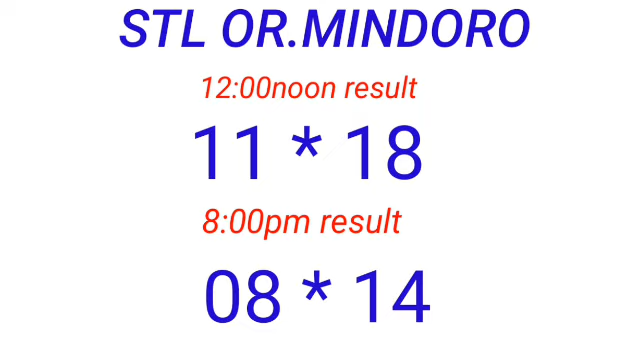 STL OR.MINDORO
12:00noon result
11 * 18
8:00pm result
08 * 14